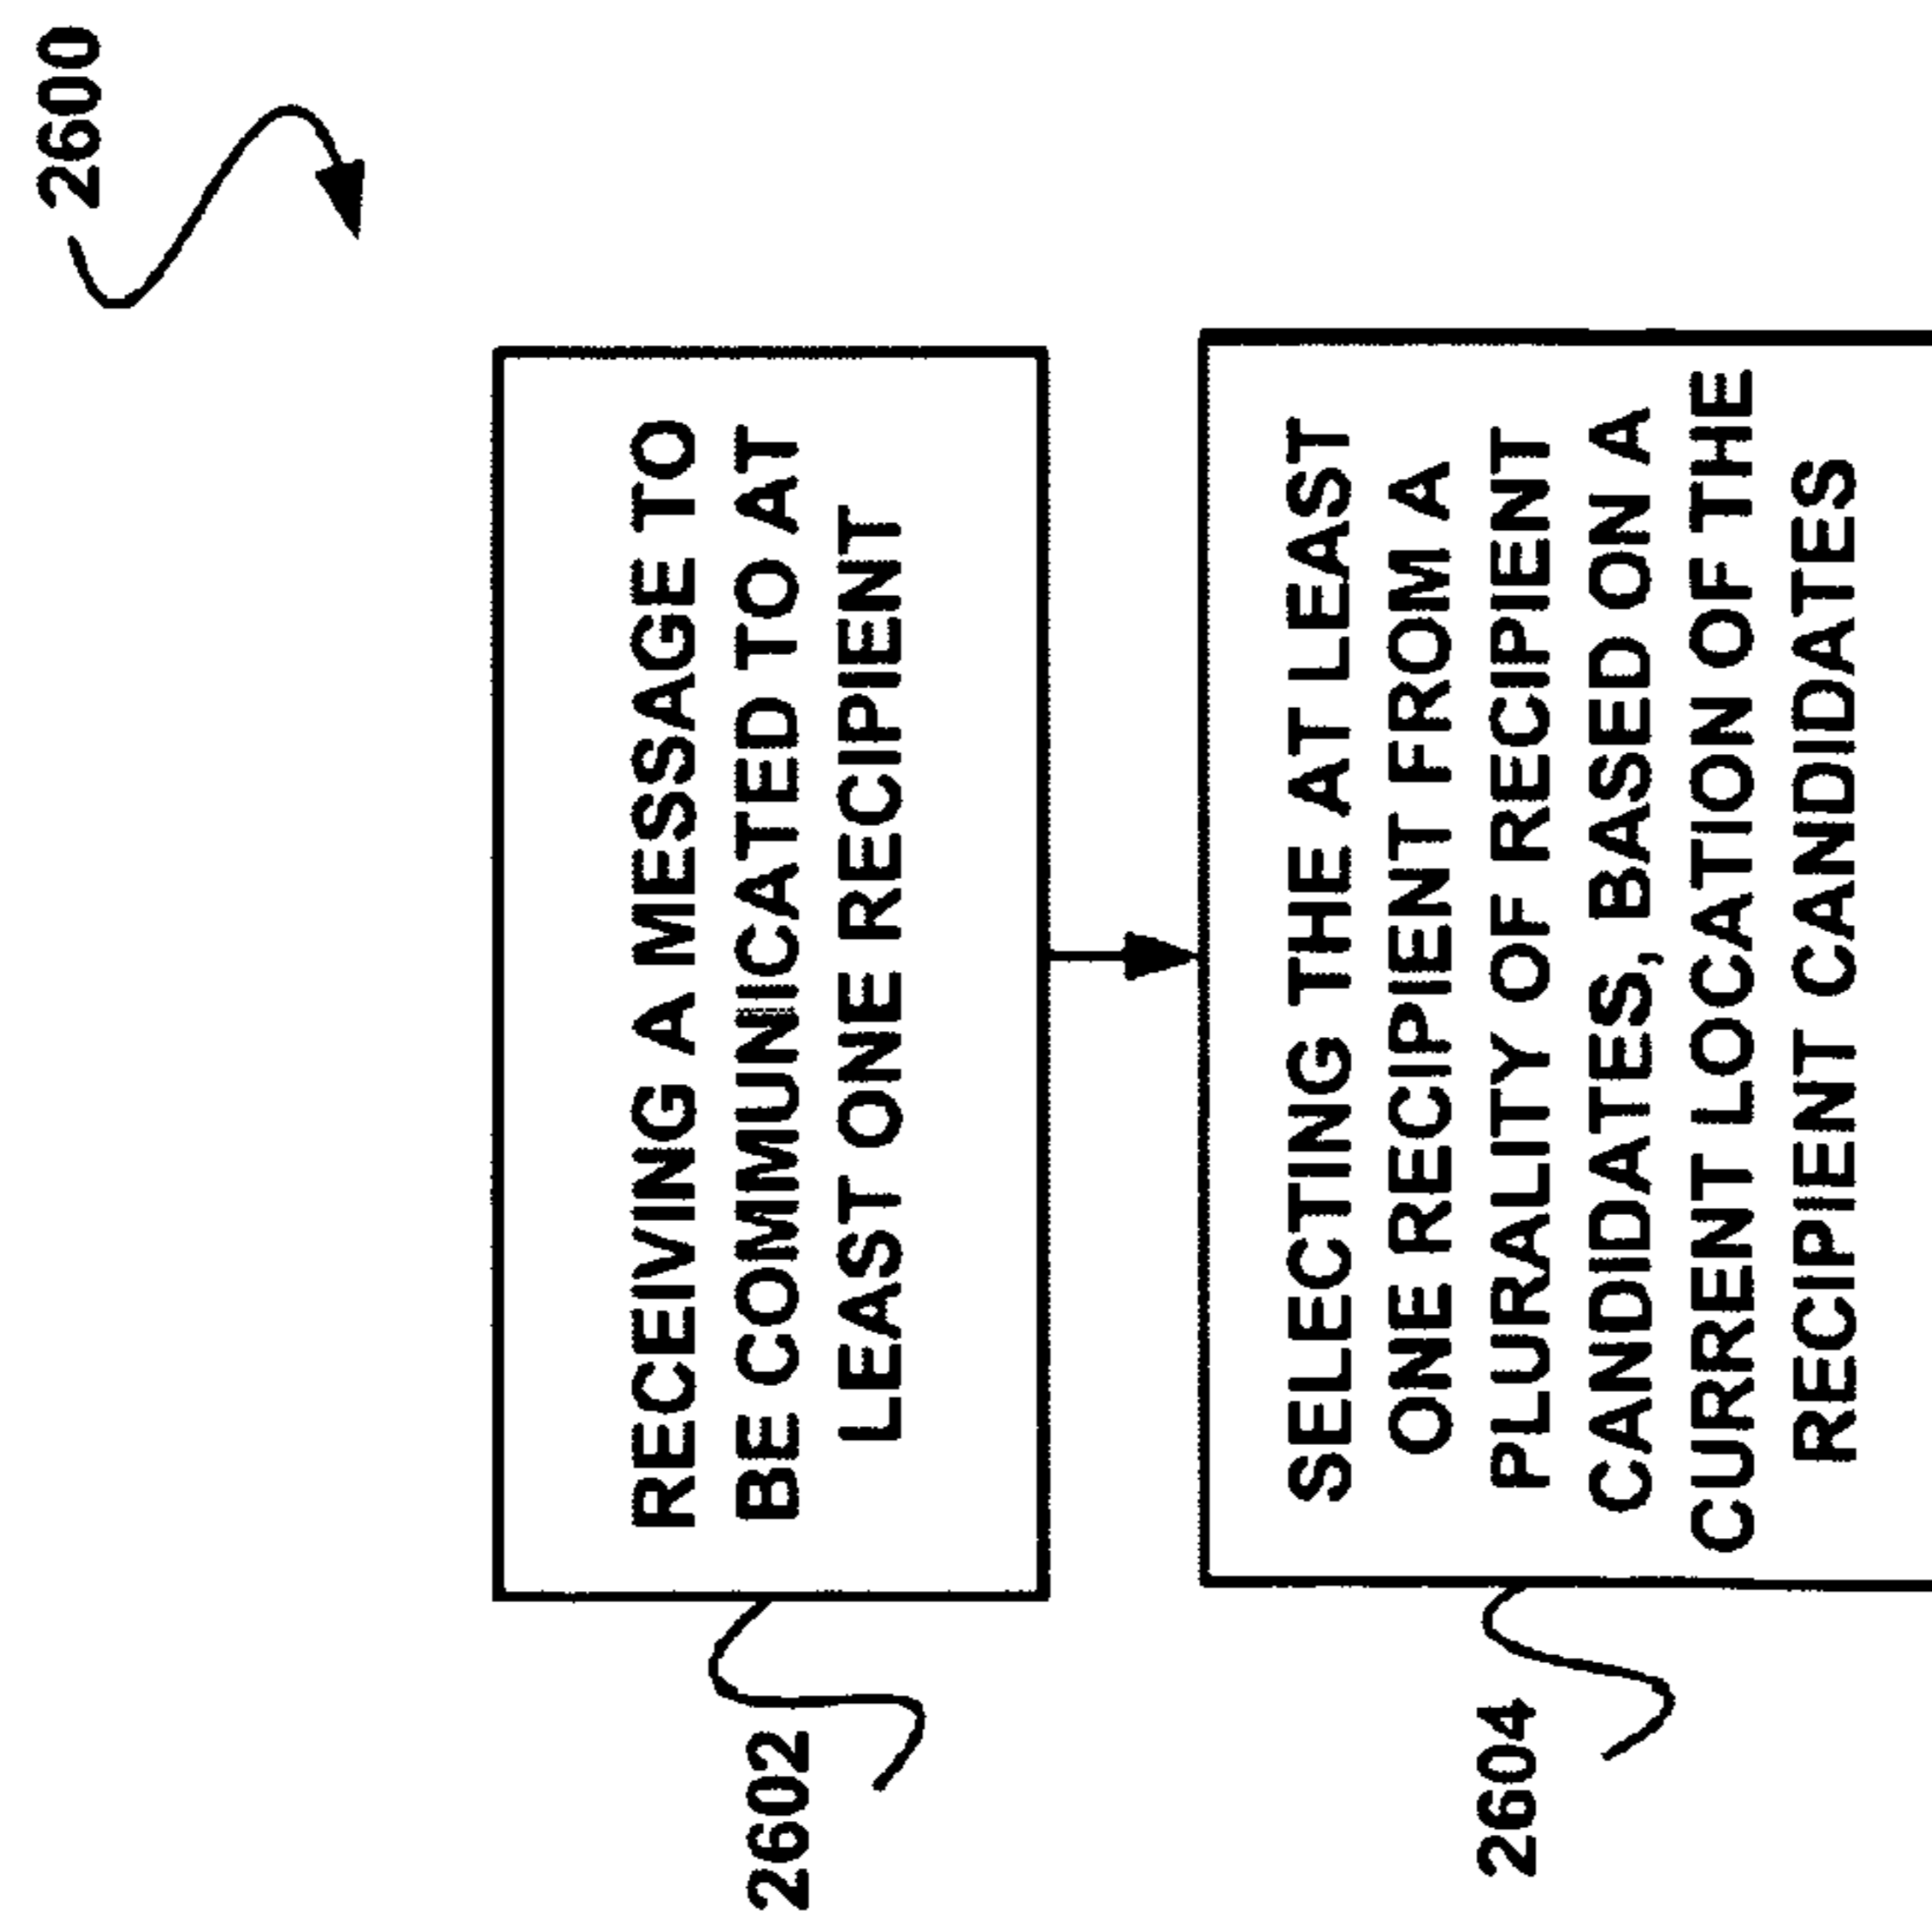 2600
RECEIVING A MESSAGE TO
BE COMMUNICATED TO AT
LEAST ONE RECIPIENT
2602
SELECTING THE AT LEAST
ONE RECIPIENT FROM A
PLURALITY OF RECIPIENT
CANDIDATES, BASED ON A
CURRENT LOCATION OF THE
RECIPIENT CANDIDATES
2604